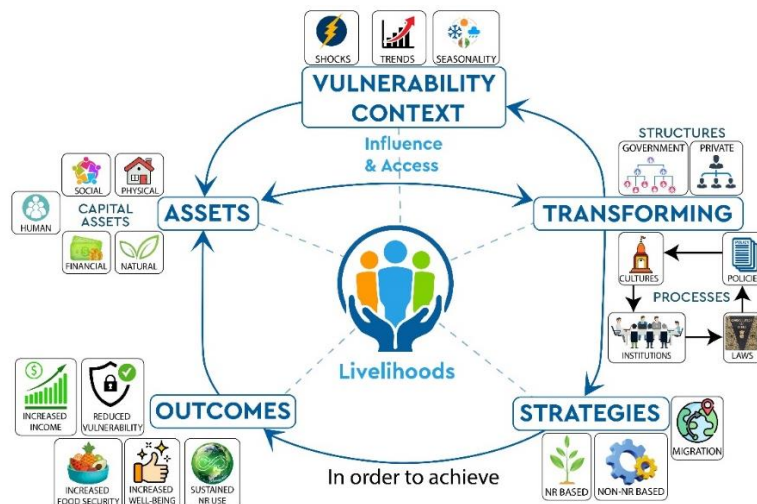 SHOCKS
TRENDS
SEASONALITY
VULNERABILITY
CONTEXT
Influence
& Access
STRUCTURES
GOVERNMENT
PRIVATE
SOCIAL
PHYSICAL
HUMAN
CAPITAL
ASSETS
FINANCIAL
NATURAL
ASSETS
TRANSFORMING
CULTURES
POLICY
POLICIES
PROCESSES
INSTITUTIONS
LAWS
Livelihoods
INCREASED
INCOME
REDUCED
VULNERABILITY
OUTCOMES
STRATEGIES
MIGRATION
INCREASED
FOOD SECURITY
INCREASED
WELL-BEING
SUSTAINED
NR USE
In order to achieve
NR BASED
NON-NR BASED